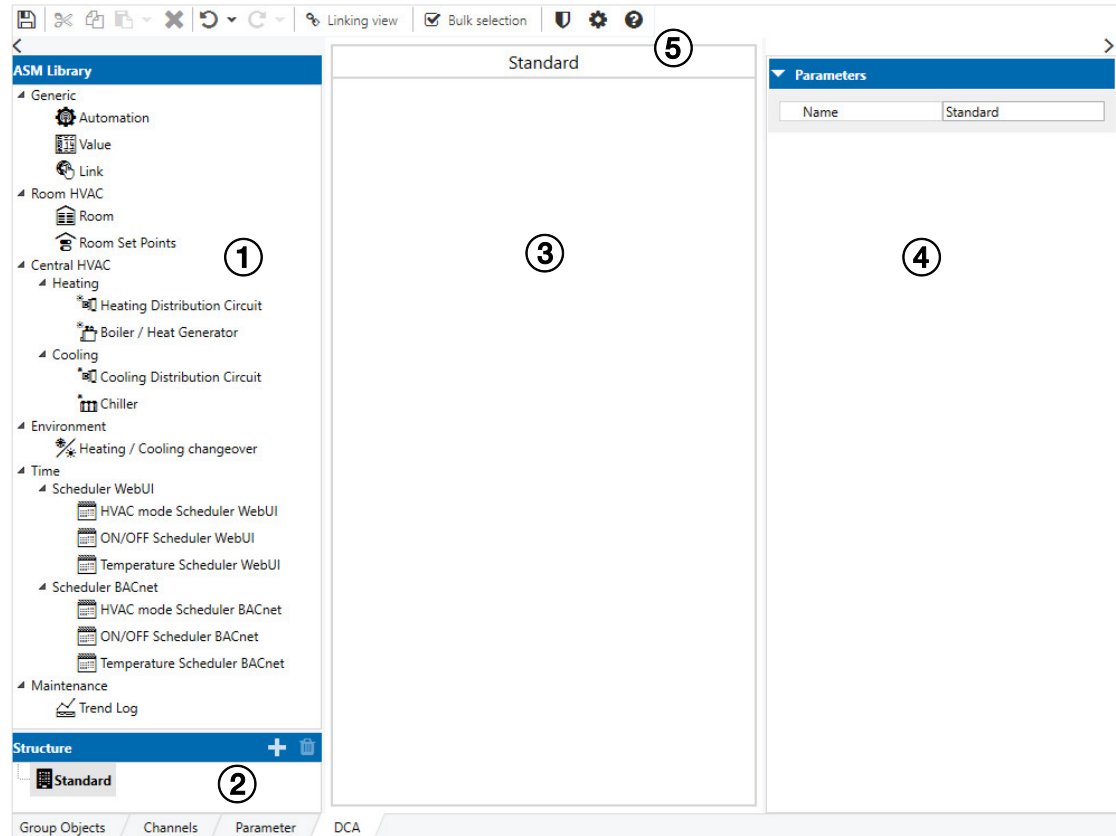 Linking view Bulk selection
⑤
ASM Library
Generic
Automation
Value
Link
Room HVAC
Room
Room Set Points
①
Central HVAC
Heating
Heating Distribution Circuit
Boiler / Heat Generator
Cooling
Cooling Distribution Circuit
Chiller
Environment
Heating / Cooling changeover
Time
Scheduler WebUI
HVAC mode Scheduler WebUI
ON/OFF Scheduler WebUI
Temperature Scheduler WebUI
Scheduler BACnet
HVAC mode Scheduler BACnet
ON/OFF Scheduler BACnet
Temperature Scheduler BACnet
Maintenance
Trend Log
Structure
Standard
②
Standard
③
Parameters
Name Standard
④
Group Objects Channels Parameter DCA